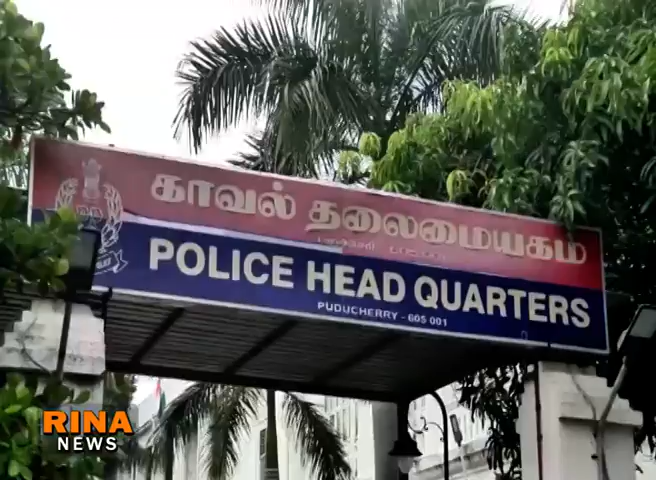 காவல் தலைமையகம்
POLICE HEAD QUARTERS
PUDUCHERRY - 605 001
RINA
NEWS